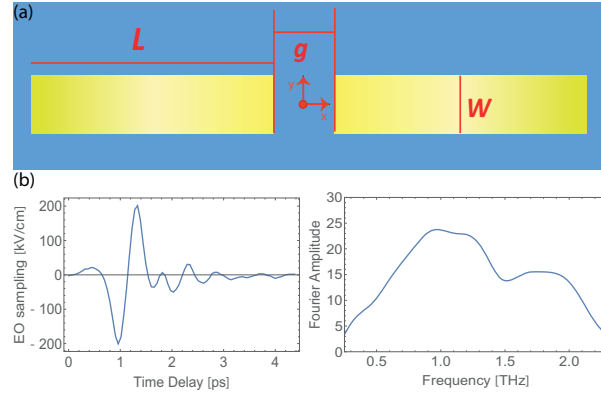 (a)
L
g
y
x
W
(b)
EO sampling [kV/cm]
200
100
0
- 100
- 200
0
1
2
3
4
Time Delay [ps]
Fourier Amplitude
30
25
20
15
10
5
0
0.5
1.0
1.5
2.0
Frequency [THz]